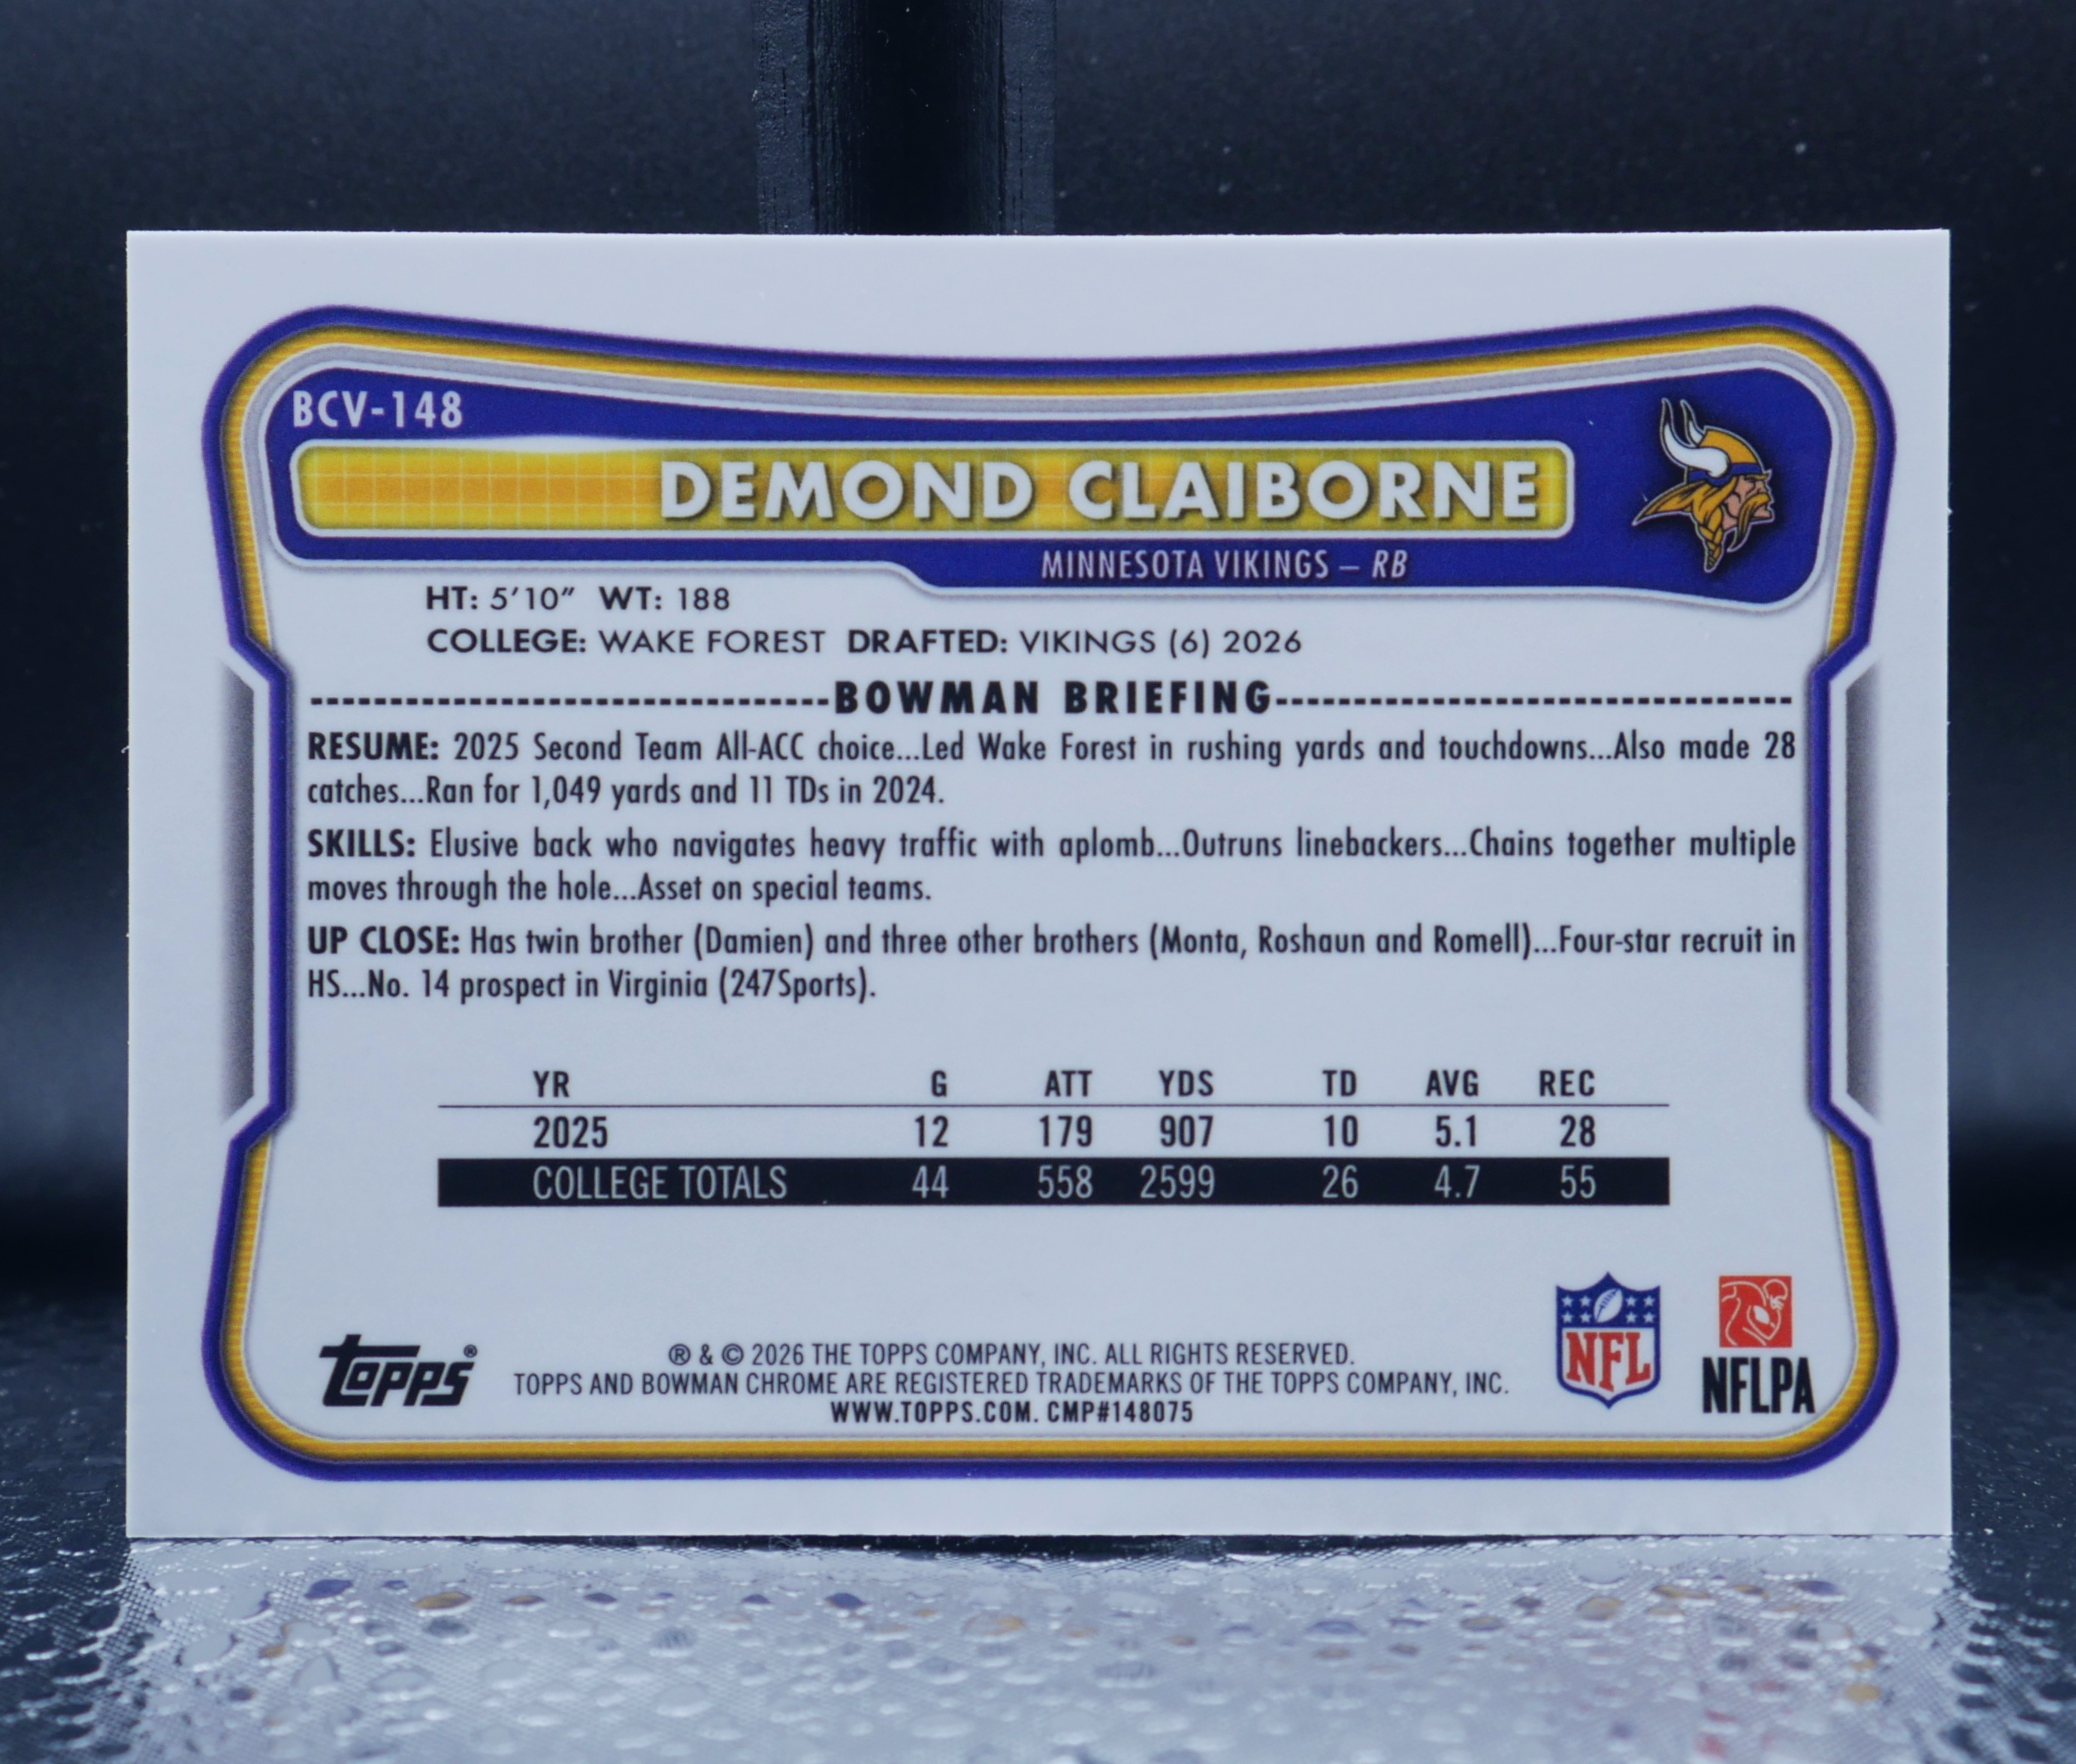 BCV-148
DEMOND CLAIBORNE
MINNESOTA VIKINGS – RB
HT: 5'10" WT: 188
COLLEGE: WAKE FOREST DRAFTED: VIKINGS (6) 2026
BOWMAN BRIEFING
RESUME: 2025 Second Team All-ACC choice...Led Wake Forest in rushing yards and touchdowns...Also made 28
catches...Ran for 1,049 yards and 11 TDs in 2024.
SKILLS: Elusive back who navigates heavy traffic with aplomb...Outruns linebackers...Chains together multiple
moves through the hole...Asset on special teams.
UP CLOSE: Has twin brother (Damien) and three other brothers (Monta, Roshaun and Romell)...Four-star recruit in
HS...No. 14 prospect in Virginia (247Sports).
YR G ATT YDS TD AVG REC
2025 12 179 907 10 5.1 28
COLLEGE TOTALS 44 558 2599 26 4.7 55
topps®
® & © 2026 THE TOPPS COMPANY, INC. ALL RIGHTS RESERVED.
TOPPS AND BOWMAN CHROME ARE REGISTERED TRADEMARKS OF THE TOPPS COMPANY, INC.
WWW.TOPPS.COM. CMP#148075
NFL
NFLPA